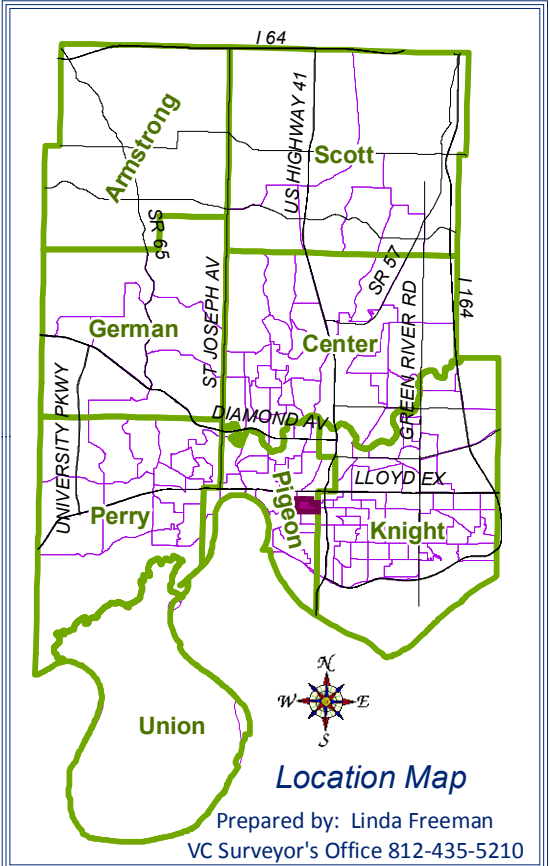 I 64
Armstrong
US HIGHWAY 41
Scott
SR 65
ST JOSEPH AV
SR 57
GREEN RIVER RD
I 164
German
Center
UNIVERSITY PKWY
DIAMOND AV
Pigeon
LLOYD EX
Perry
Knight
N
W
E
S
Union
Location Map
Prepared by: Linda Freeman
VC Surveyor's Office 812-435-5210